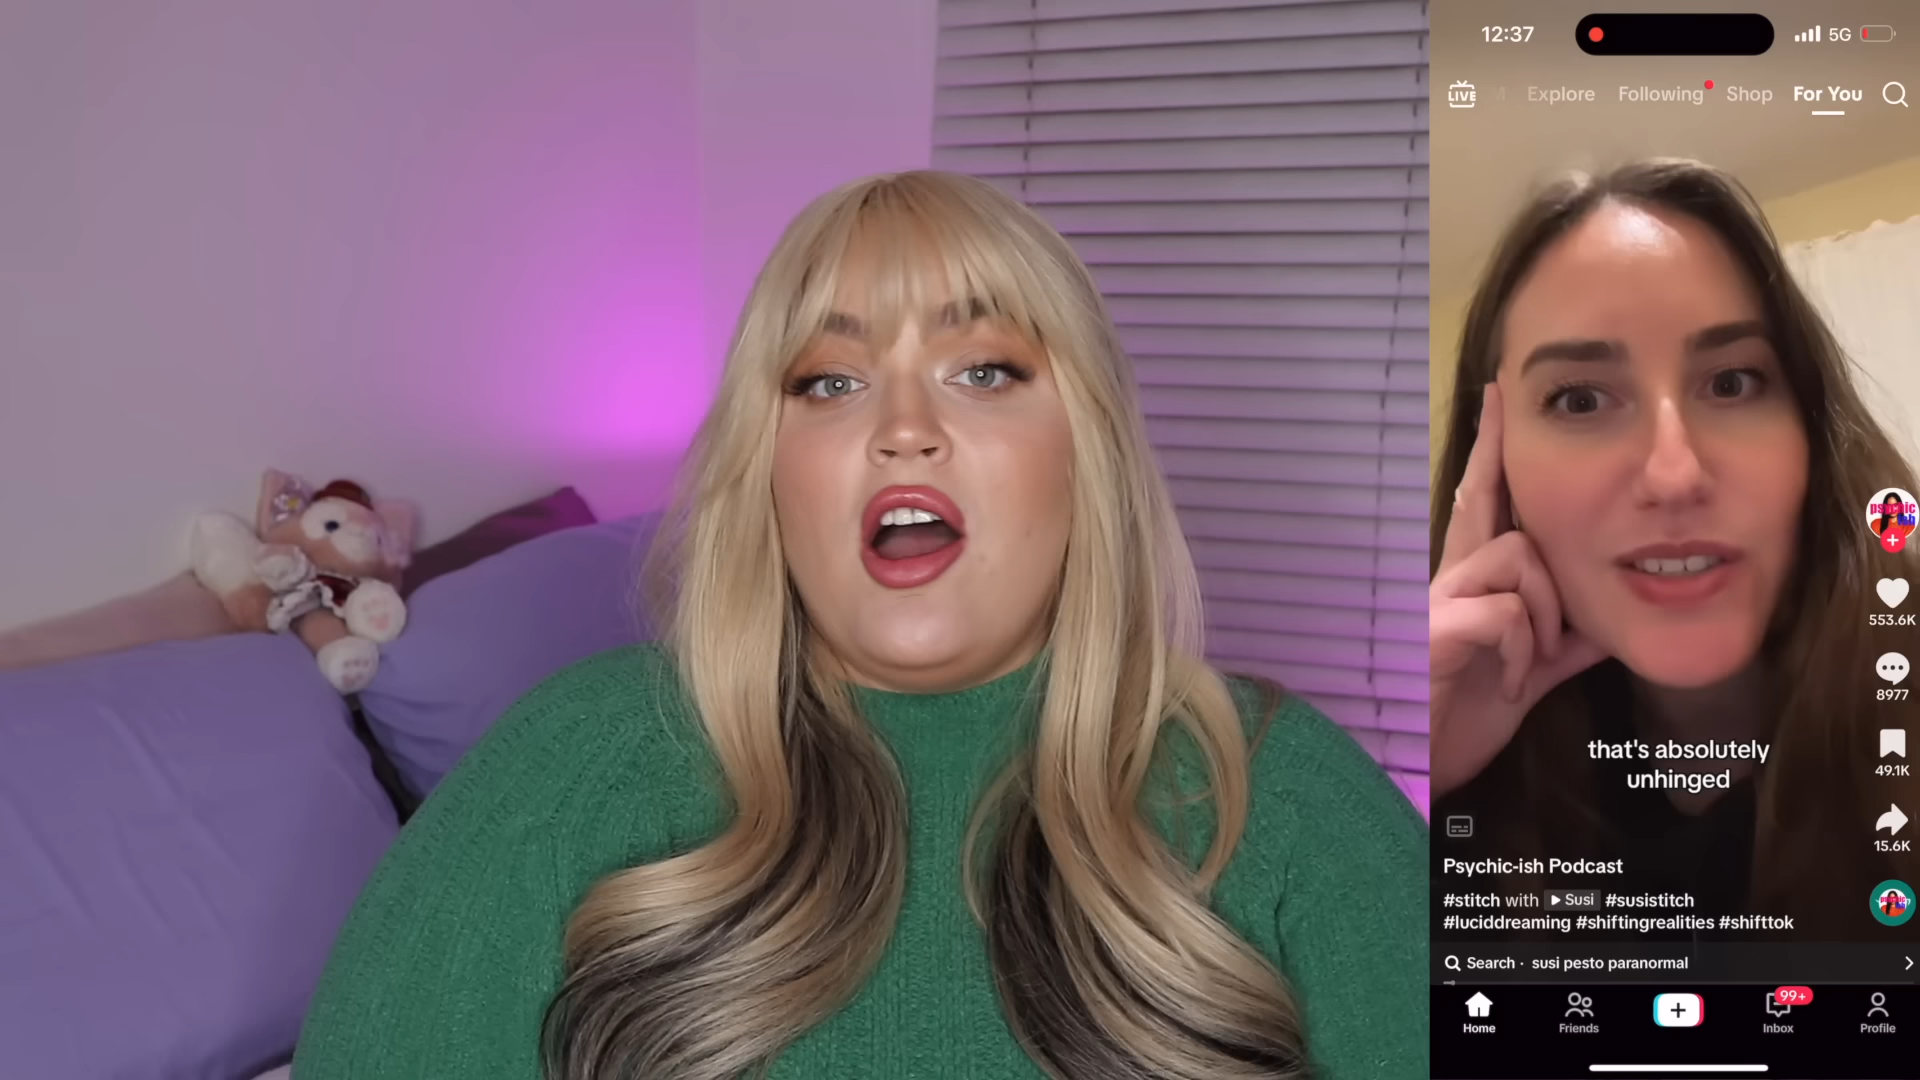 12:37
5G
LIVE
Explore
Following
Shop
For You
psychic
ish
553.6K
8977
49.1K
15.6K
that's absolutely
unhinged
Psychic-ish Podcast
#stitch with Susi #susistitch
#luciddreaming #shiftingrealities #shifttok
Search · susi pesto paranormal
Home
Friends
99+
Inbox
Profile